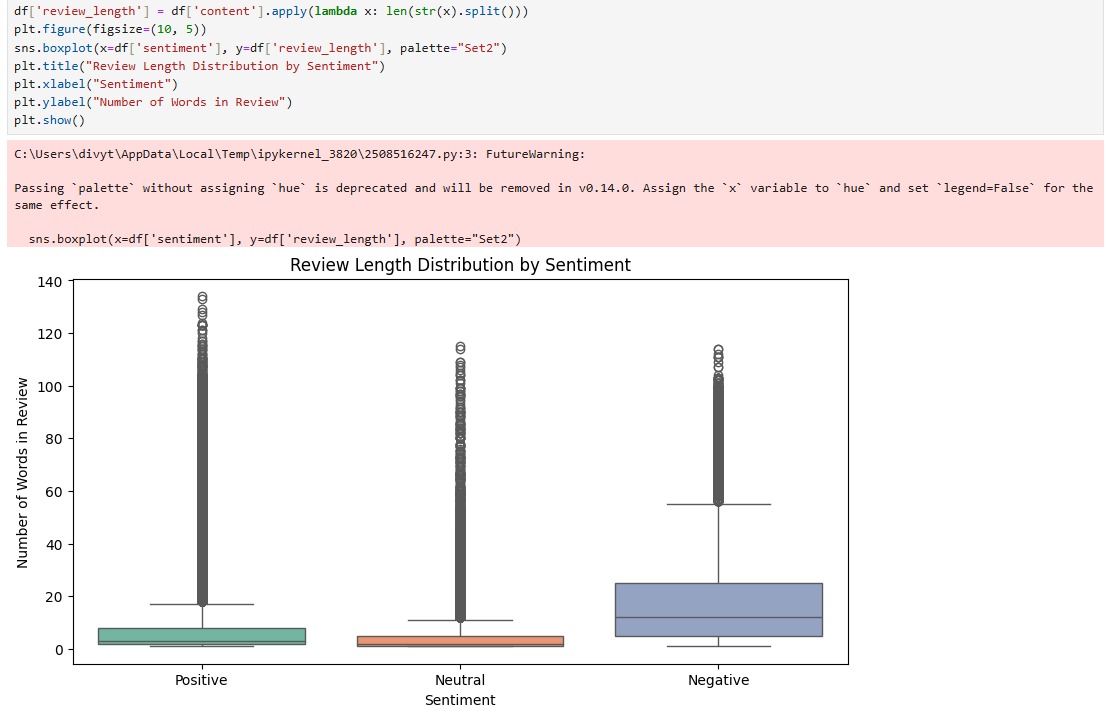 df['review_length'] = df['content'].apply(lambda x: len(str(x).split()))
plt.figure(figsize=(10, 5))
sns.boxplot(x=df['sentiment'], y=df['review_length'], palette="Set2")
plt.title("Review Length Distribution by Sentiment")
plt.xlabel("Sentiment")
plt.ylabel("Number of Words in Review")
plt.show()
C:\Users\divyt\AppData\Local\Temp\ipykernel_3820\2508516247.py:3: FutureWarning:
Passing `palette` without assigning `hue` is deprecated and will be removed in v0.14.0. Assign the `x` variable to `hue` and set `legend=False` for the
same effect.
sns.boxplot(x=df['sentiment'], y=df['review_length'], palette="Set2")
Review Length Distribution by Sentiment
140
120
100
80
60
40
20
0
Number of Words in Review
Positive Neutral Negative
Sentiment